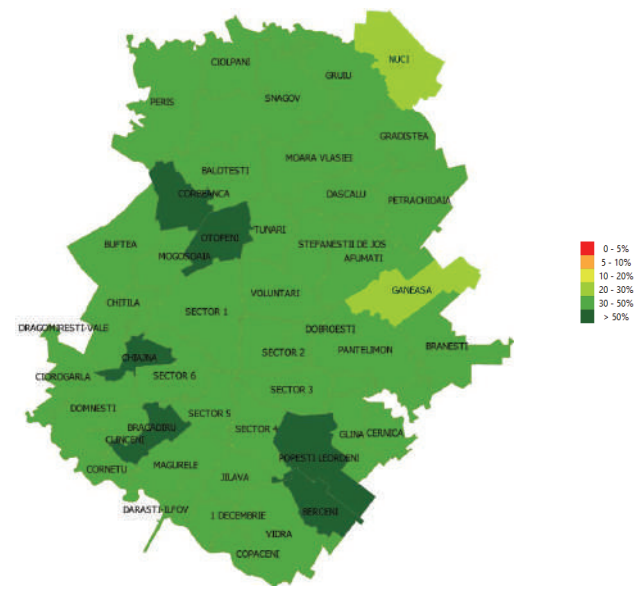 CIOLPANI
NUCI
GRUIU
SNAGOV
PERIS
GRADISTEA
MOARA VLASIEI
BALOTESTI
CORBEANCA
DASCALU
PETRACHIOAIA
TUNARI
OTOPENI
BUFTEA
STEFANESTII DE JOS
MOGOSOAIA
AFUMATI
GANEASA
VOLUNTARI
CHITILA
SECTOR 1
DRAGOMIRESTI-VALE
DOBROESTI
BRANESTI
PANTELIMON
SECTOR 2
CHIAJNA
CIOROGARLA
SECTOR 6
SECTOR 3
DOMNESTI
SECTOR 5
BRAGADIRU
SECTOR 4
GLINA
CERNICA
CLINCENI
POPESTI LEORDENI
CORNETU
MAGURELE
JILAVA
DARASTI-ILFOV
1 DECEMBRIE
BERCENI
VIDRA
COPACENI
0 - 5%
5 - 10%
10 - 20%
20 - 30%
30 - 50%
> 50%